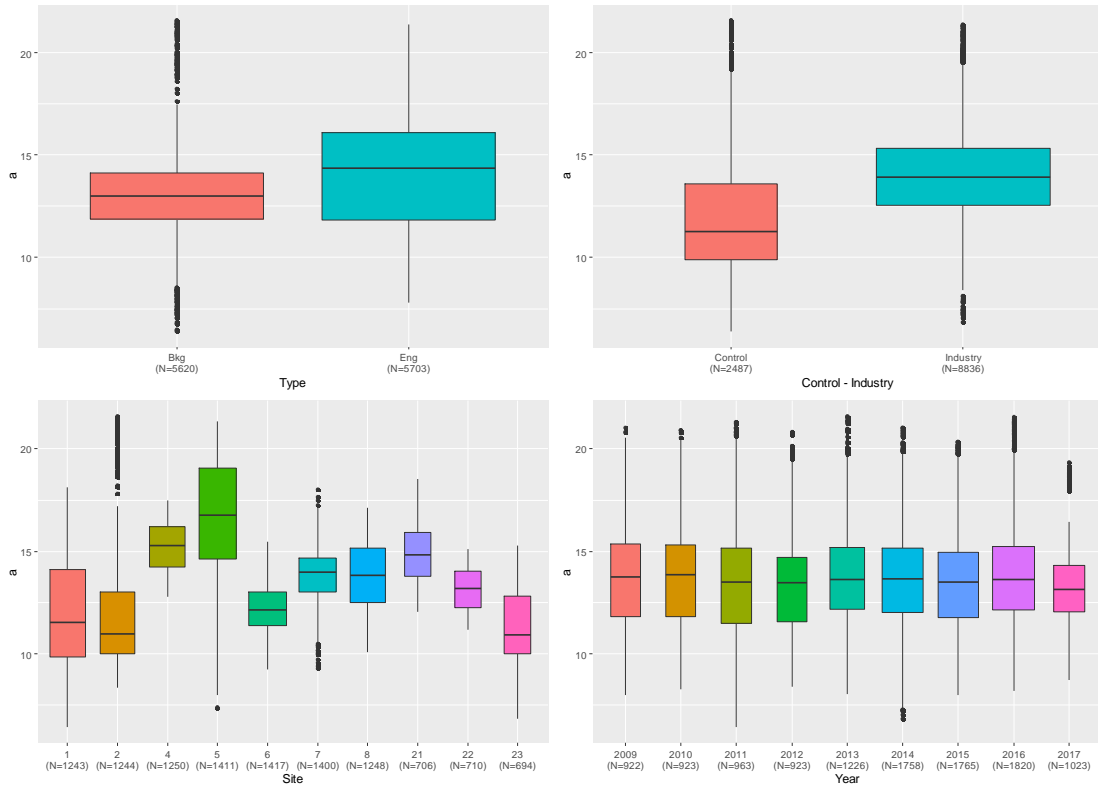 20
15
10
a
Bkg
(N=5620)
Eng
(N=5703)
Type
20
15
10
a
Control
(N=2487)
Industry
(N=8836)
Control - Industry
20
15
10
a
1 2 4 5 6 7 8 21 22 23
(N=1243) (N=1244) (N=1250) (N=1411) (N=1417) (N=1400) (N=1248) (N=706) (N=710) (N=694)
Site
20
15
10
a
2009 2010 2011 2012 2013 2014 2015 2016 2017
(N=922) (N=923) (N=963) (N=923) (N=1226) (N=1758) (N=1765) (N=1820) (N=1023)
Year